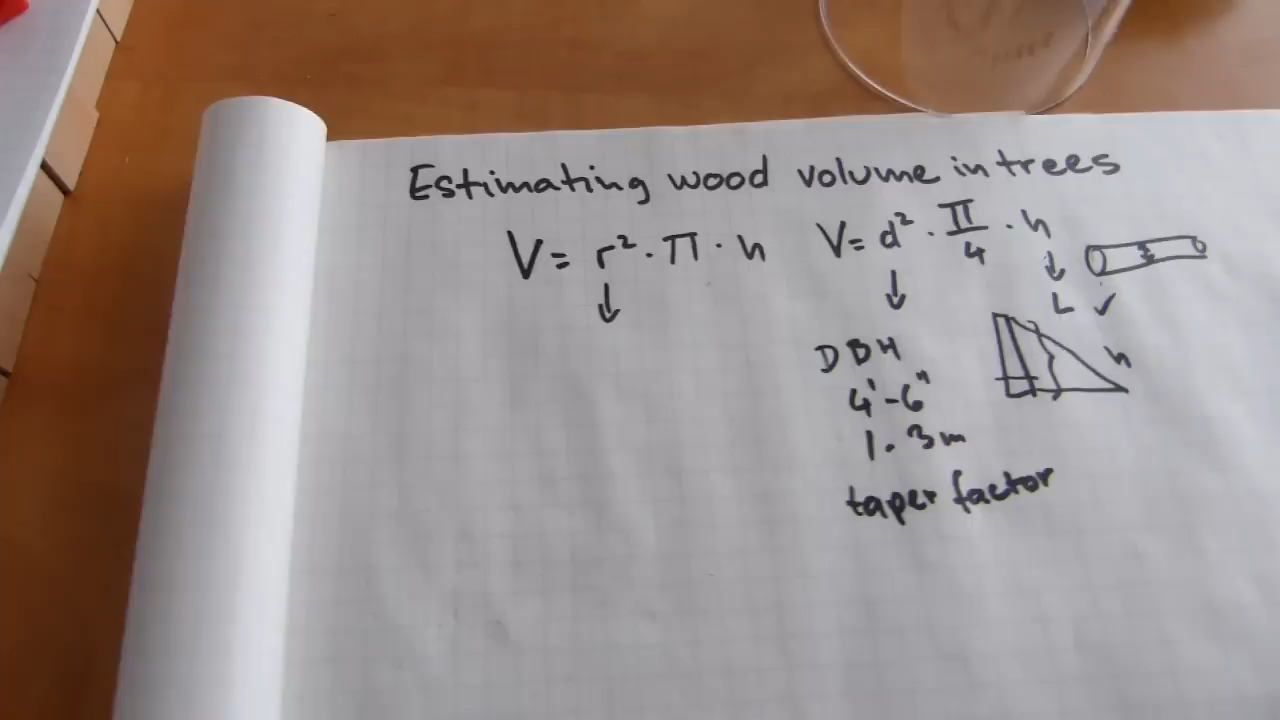 Estimating wood volume in trees
V = r² · π · h V = d² · π/4 · h
↓ ↓ ↓
L ✓
DBH
h
4'-6"
1.3m
taper factor